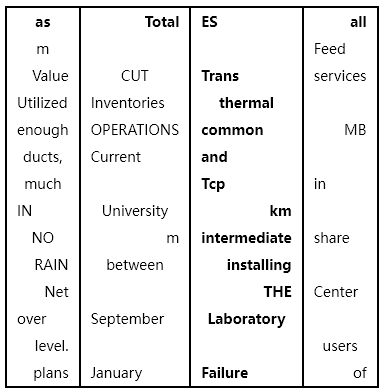 as Total ES all
m Feed
Value CUT Trans services
Utilized Inventories thermal
enough OPERATIONS common MB
ducts, Current and
much Tcp in
IN University km
NO m intermediate share
RAIN between installing
Net THE Center
over September Laboratory
level. users
plans January Failure of